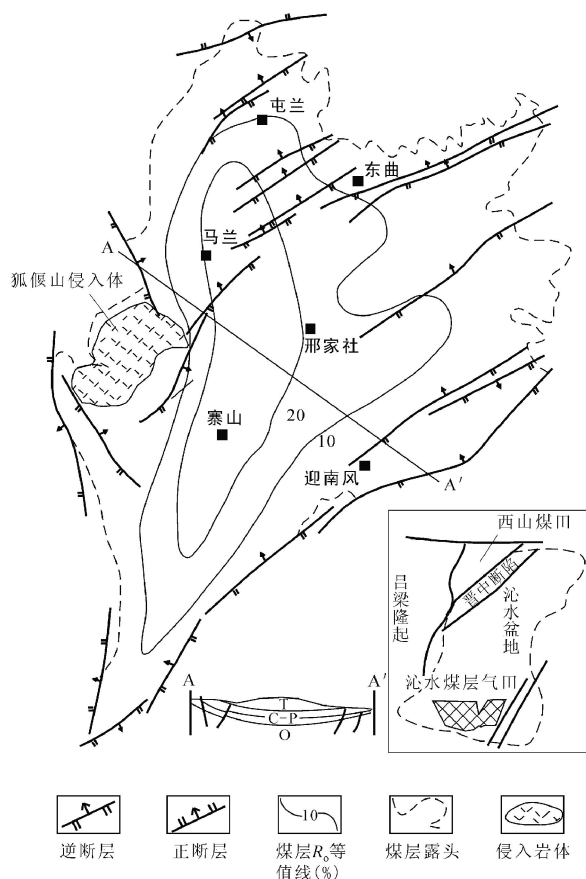 屯兰
东曲
A
马兰
狐偃山侵入体
邢家社
20
寨山
10
迎南风
A′
西山煤田
晋中断陷
吕梁隆起
沁水盆地
沁水煤层气田
A
A′
T
C-P
O
10
逆断层
正断层
煤层Ro等
值线(%)
煤层露头
侵入岩体